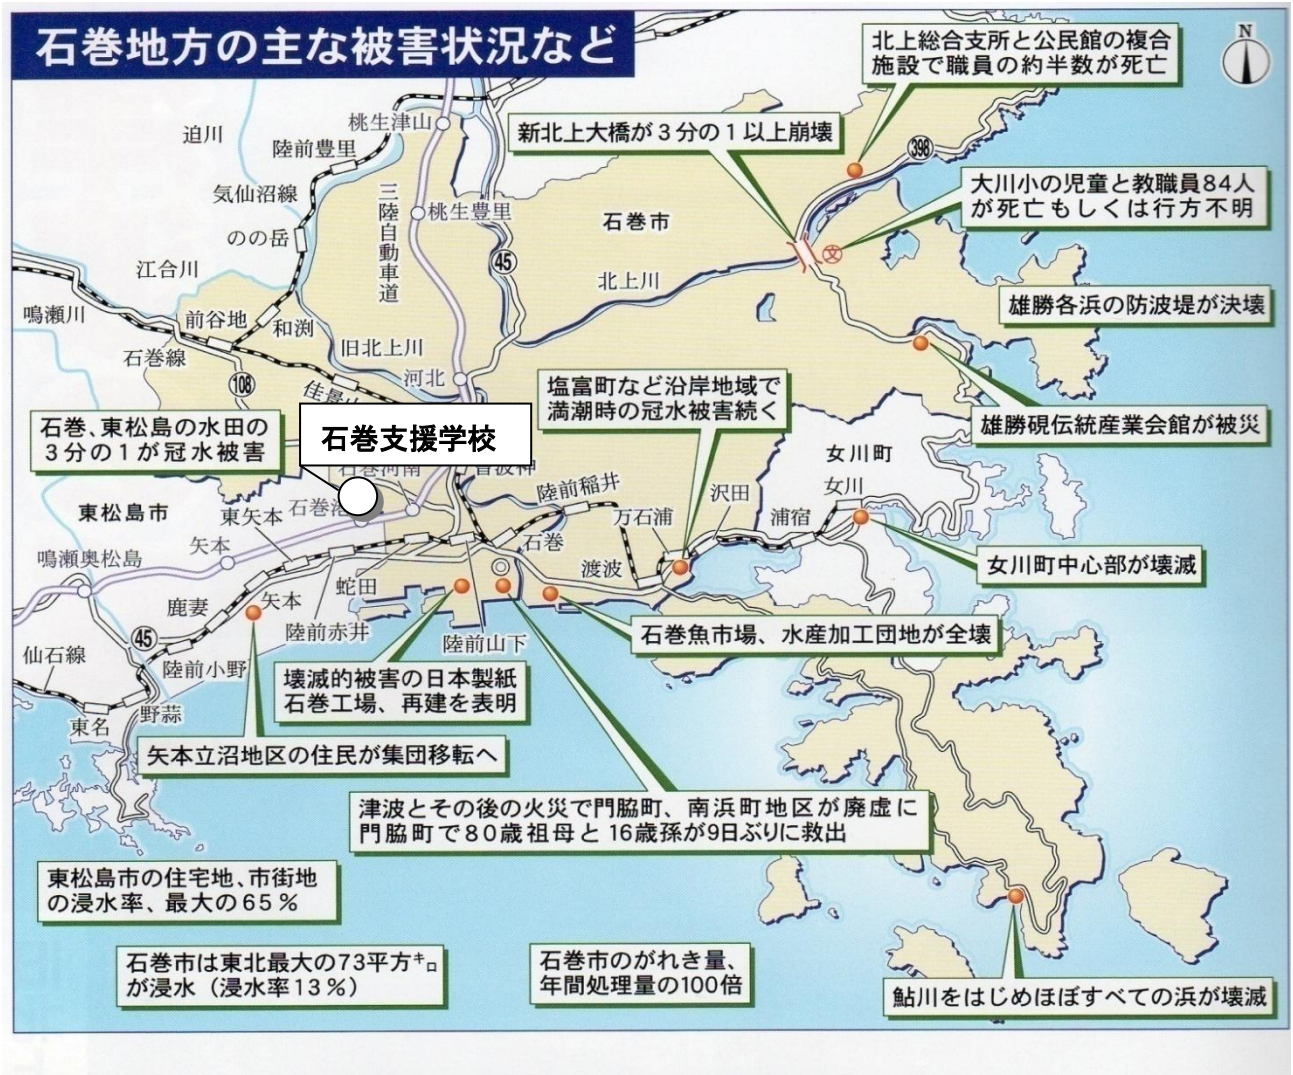 石巻地方の主な被害状況など
N
北上総合支所と公民館の複合
施設で職員の約半数が死亡
新北上大橋が3分の1以上崩壊
398
大川小の児童と教職員84人
が死亡もしくは行方不明
桃生津山
迫川
陸前豊里
気仙沼線
三陸自動車道
桃生豊里
石巻市
のの岳
45
江合川
北上川
鳴瀬川
前谷地
和渕
雄勝各浜の防波堤が決壊
石巻線
旧北上川
108
河北
塩富町など沿岸地域で
満潮時の冠水被害続く
石巻、東松島の水田の
3分の1が冠水被害
石巻支援学校
雄勝硯伝統産業会館が被災
石巻河南
女川町
陸前稲井
沢田
女川
東松島市
東矢本
万石浦
浦宿
矢本
石巻
鳴瀬奥松島
渡波
女川町中心部が壊滅
蛇田
鹿妻
矢本
陸前赤井
45
陸前山下
石巻魚市場、水産加工団地が全壊
仙石線
陸前小野
壊滅的被害の日本製紙
石巻工場、再建を表明
東名
野蒜
矢本立沼地区の住民が集団移転へ
津波とその後の火災で門脇町、南浜町地区が廃虚に
門脇町で80歳祖母と16歳孫が9日ぶりに救出
東松島市の住宅地、市街地
の浸水率、最大の65%
石巻市は東北最大の73平方㌔
が浸水（浸水率13%）
石巻市のがれき量、
年間処理量の100倍
鮎川をはじめほぼすべての浜が壊滅